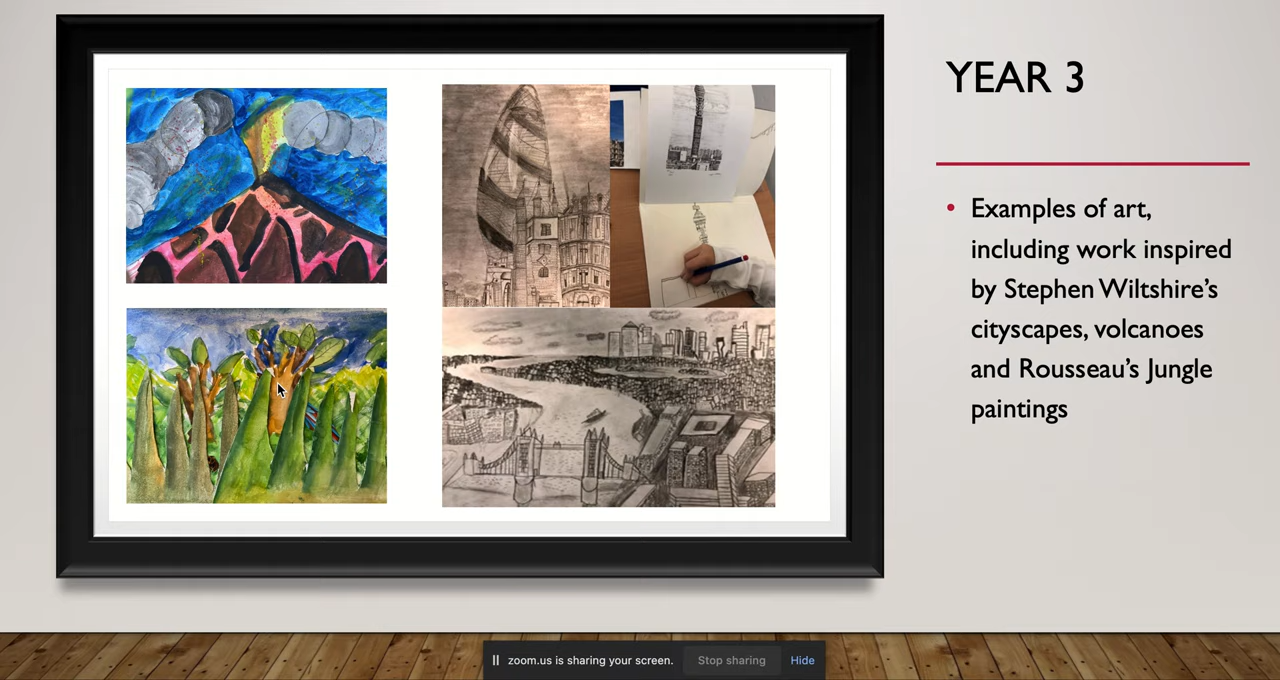 YEAR 3
• Examples of art,
including work inspired
by Stephen Wiltshire’s
cityscapes, volcanoes
and Rousseau’s Jungle
paintings
zoom.us is sharing your screen. Stop sharing Hide